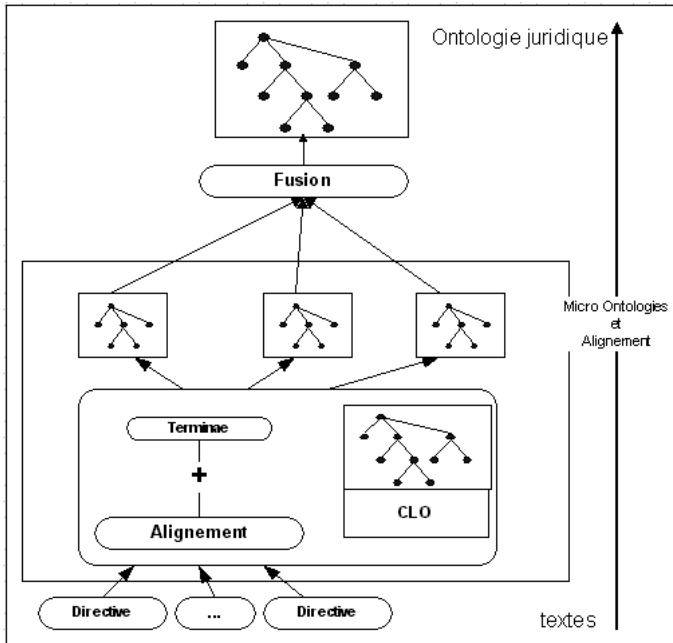 Ontologie juridique
Fusion
Micro Ontologies
et
Alignement
Terminae
+
Alignement
CLO
Directive
...
Directive
textes